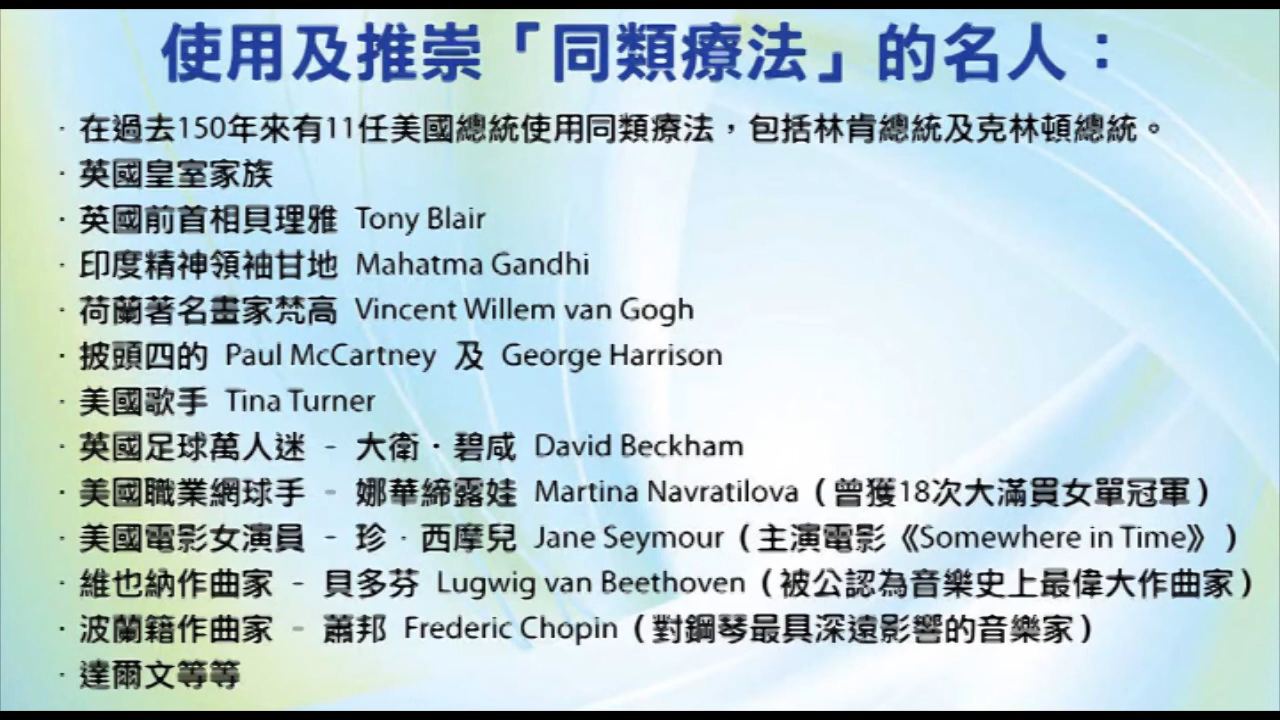 使用及推崇「同類療法」的名人：
· 在過去150年來有11任美國總統使用同類療法，包括林肯總統及克林頓總統。
· 英國皇室家族
· 英國前首相貝理雅 Tony Blair
· 印度精神領袖甘地 Mahatma Gandhi
· 荷蘭著名畫家梵高 Vincent Willem van Gogh
· 披頭四的 Paul McCartney 及 George Harrison
· 美國歌手 Tina Turner
· 英國足球萬人迷 - 大衛・碧咸 David Beckham
· 美國職業網球手 - 娜華締露娃 Martina Navratilova（曾獲18次大滿貫女單冠軍）
· 美國電影女演員 - 珍・西摩兒 Jane Seymour（主演電影《Somewhere in Time》）
· 維也納作曲家 - 貝多芬 Lugwig van Beethoven（被公認為音樂史上最偉大作曲家）
· 波蘭籍作曲家 - 蕭邦 Frederic Chopin（對鋼琴最具深遠影響的音樂家）
· 達爾文等等